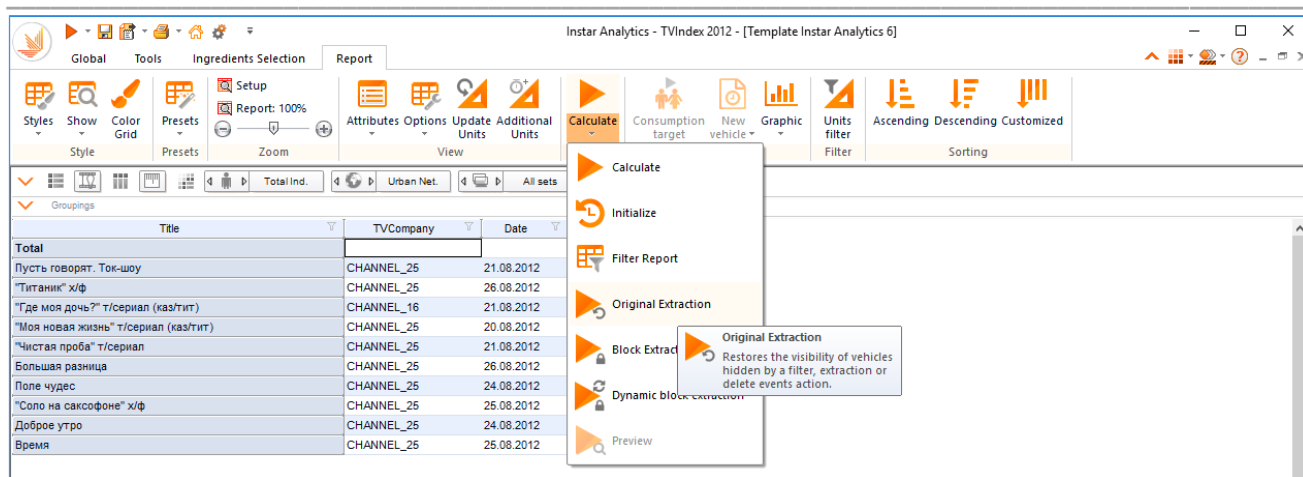 Instar Analytics - TVIndex 2012 - [Template Instar Analytics 6]
Global Tools Ingredients Selection Report
Setup
Report: 100%
Styles Show Color Grid Presets Attributes Options Update Units Additional Units Calculate Consumption target New vehicle Graphic Units filter Ascending Descending Customized
Style Presets Zoom View Filter Sorting
Total Ind. Urban Net. All sets
Groupings
Title TVCompany Date
Total
Пусть говорят. Ток-шоу CHANNEL_25 21.08.2012
"Титаник" х/ф CHANNEL_25 26.08.2012
"Где моя дочь?" т/сериал (каз/тит) CHANNEL_16 21.08.2012
"Моя новая жизнь" т/сериал (каз/тит) CHANNEL_25 20.08.2012
"Чистая проба" т/сериал CHANNEL_25 21.08.2012
Большая разница CHANNEL_25 26.08.2012
Поле чудес CHANNEL_25 24.08.2012
"Соло на саксофоне" х/ф CHANNEL_25 25.08.2012
Доброе утро CHANNEL_25 24.08.2012
Время CHANNEL_25 25.08.2012
Calculate
Initialize
Filter Report
Original Extraction
Block Extract
Dynamic block extraction
Preview
Original Extraction
Restores the visibility of vehicles
hidden by a filter, extraction or
delete events action.